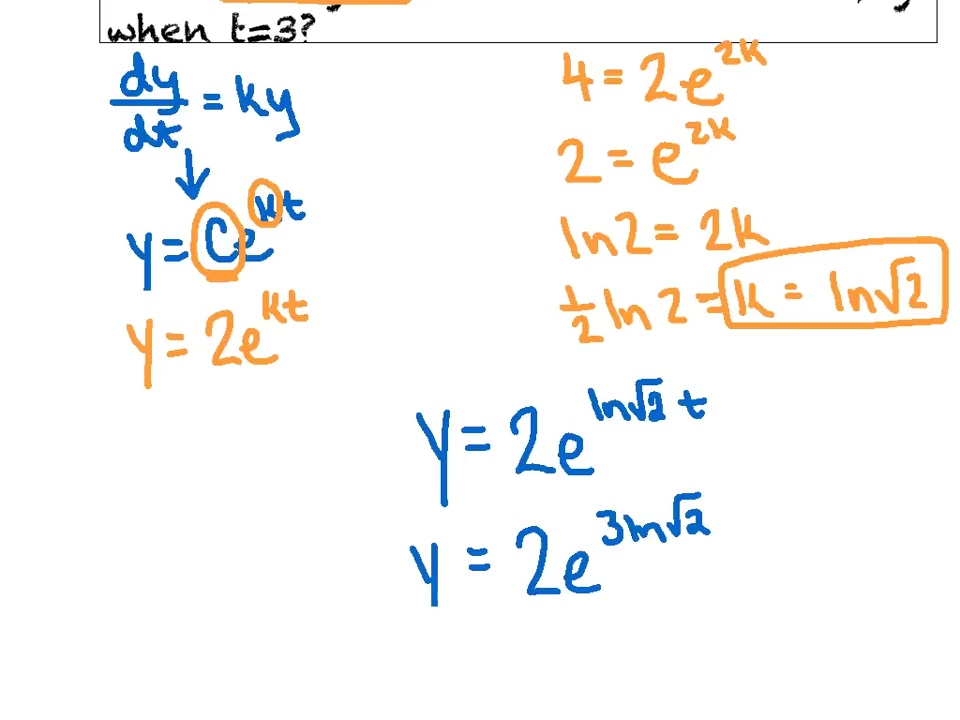 when t=3?
dy/dt = ky
↓
y = Ce^{kt}
y = 2e^{kt}
4 = 2e^{2k}
2 = e^{2k}
ln2 = 2k
1/2 ln 2 = k = ln√2
y = 2e^{ln√2 t}
y = 2e^{3ln√2}